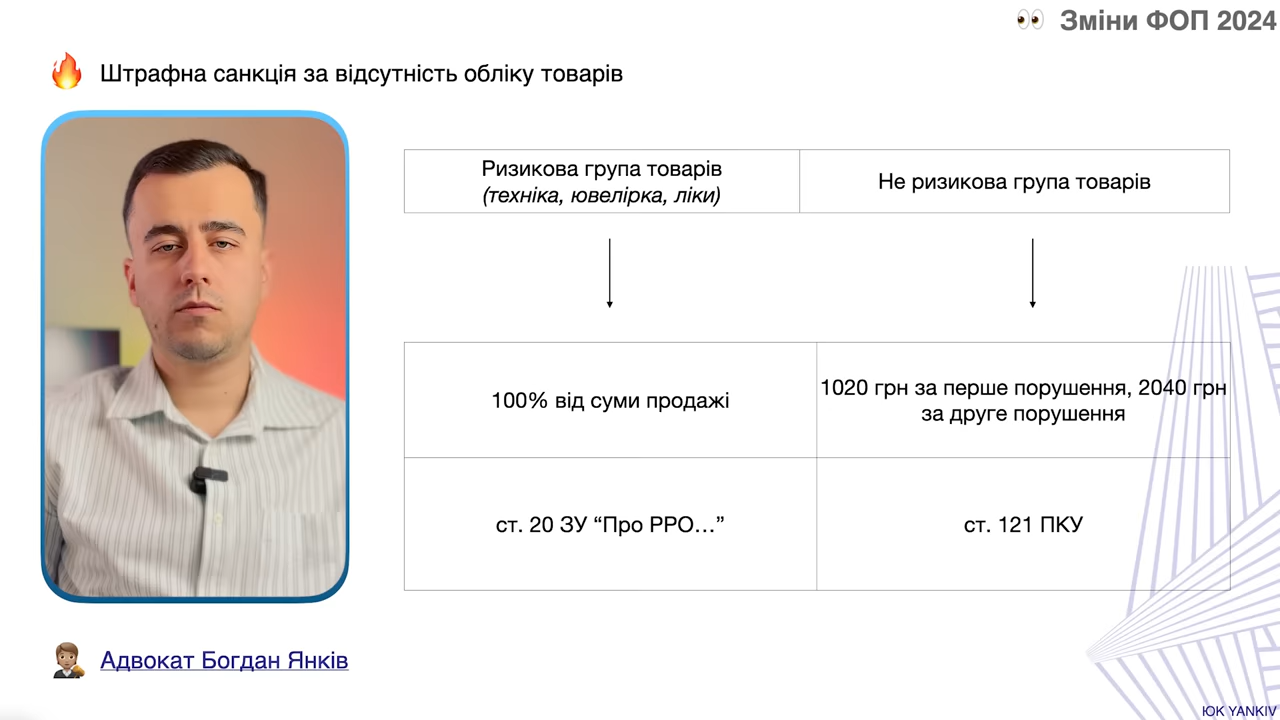 Зміни ФОП 2024
Штрафна санкція за відсутність обліку товарів
Ризикова група товарів
(техніка, ювелірка, ліки)
Не ризикова група товарів
100% від суми продажі
1020 грн за перше порушення, 2040 грн
за друге порушення
ст. 20 ЗУ “Про РРО…”
ст. 121 ПКУ
Адвокат Богдан Янків
ЮК YANKIV